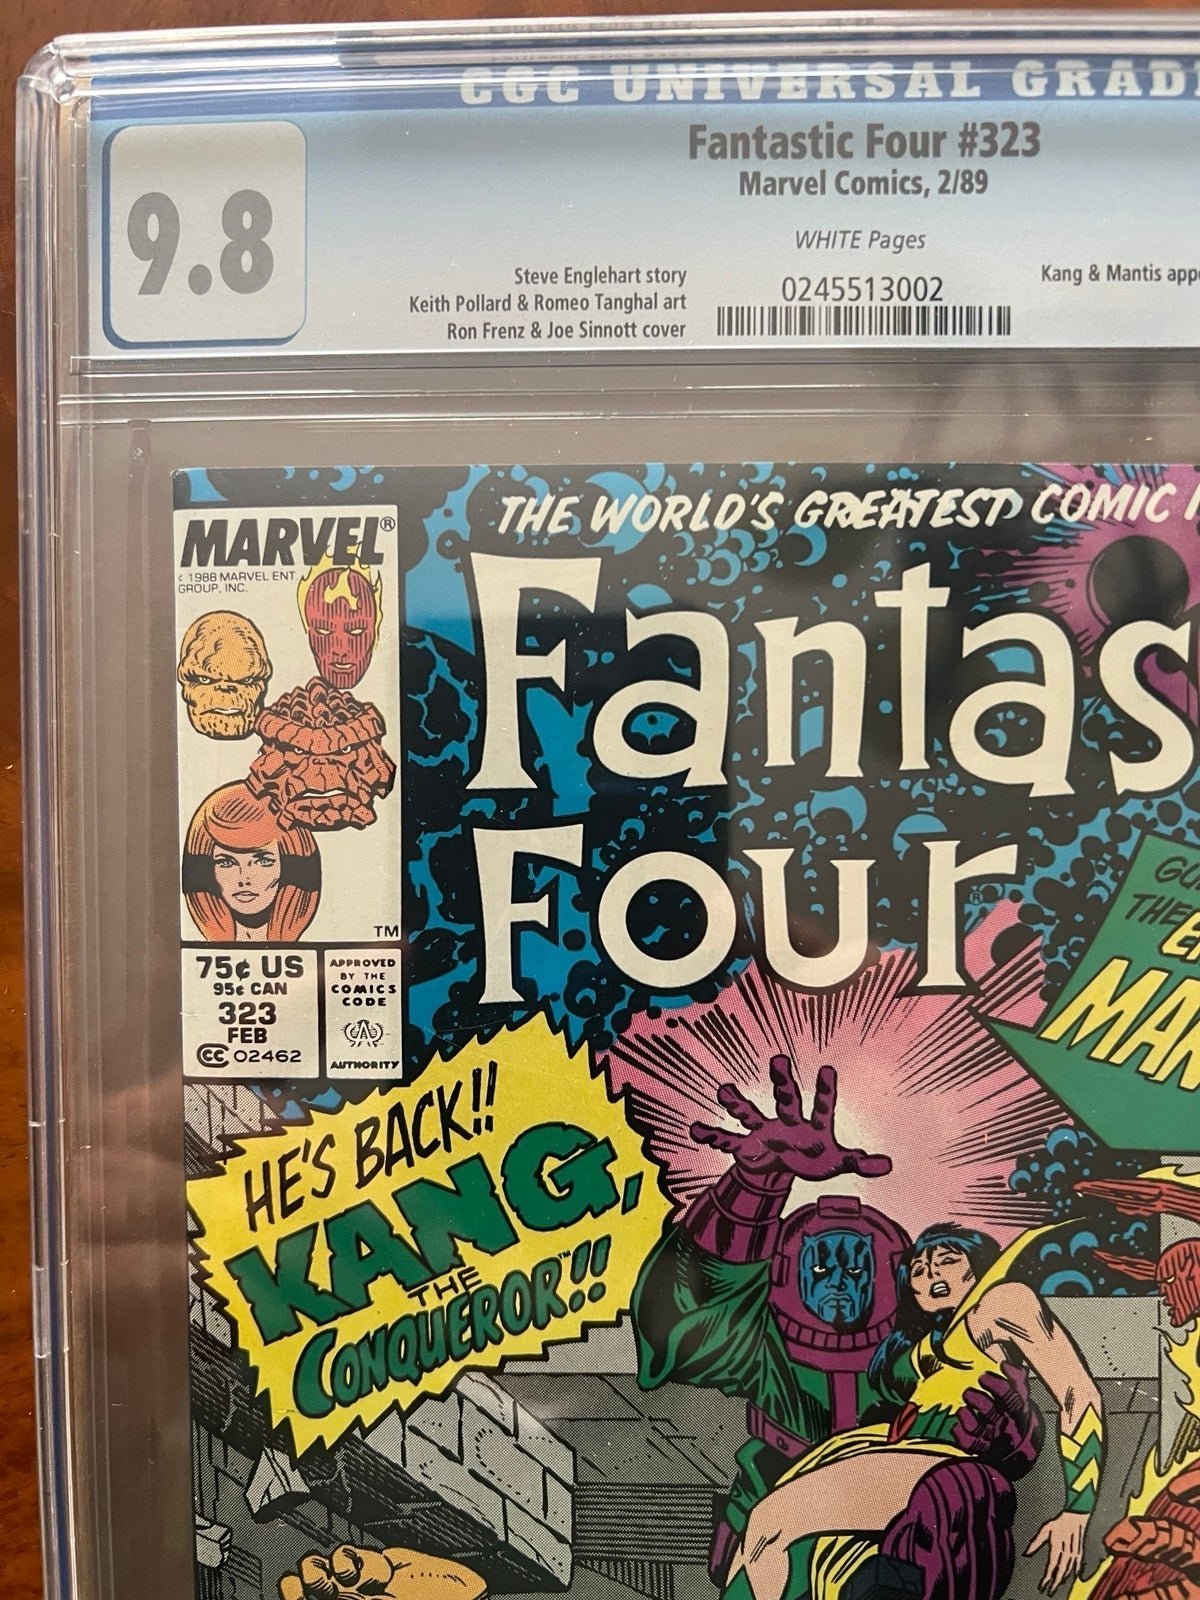 CGC UNIVERSAL
Fantastic Four #323
Marvel Comics, 2/89
9.8
WHITE Pages
Steve Englehart story
Keith Pollard & Romeo Tanghal art
Ron Frenz & Joe Sinnott cover
0245513002
Kang & Mantis
THE WORLD'S GREATEST COMIC
MARVEL®
© 1988 MARVEL ENT.
GROUP, INC.
Fantas
Four®
TM
75¢ US
95¢ CAN
323
FEB
CC 02462
APPROVED
BY THE
COMICS
CODE
A
AUTHORITY
HE'S BACK!!
KANG,
THE
CONQUEROR!!™